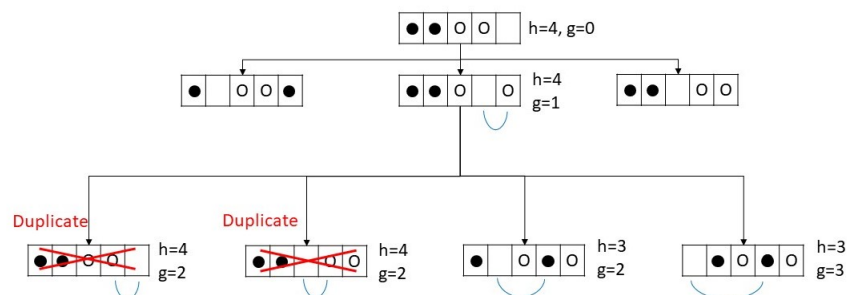 ● ● O O h=4, g=0
● O O ●
● ● O O
h=4
g=1
● ● O O
Duplicate
Duplicate
● ● O O
h=4
g=2
● ● O O
h=4
g=2
● O ● O
h=3
g=2
● O ● O
h=3
g=3